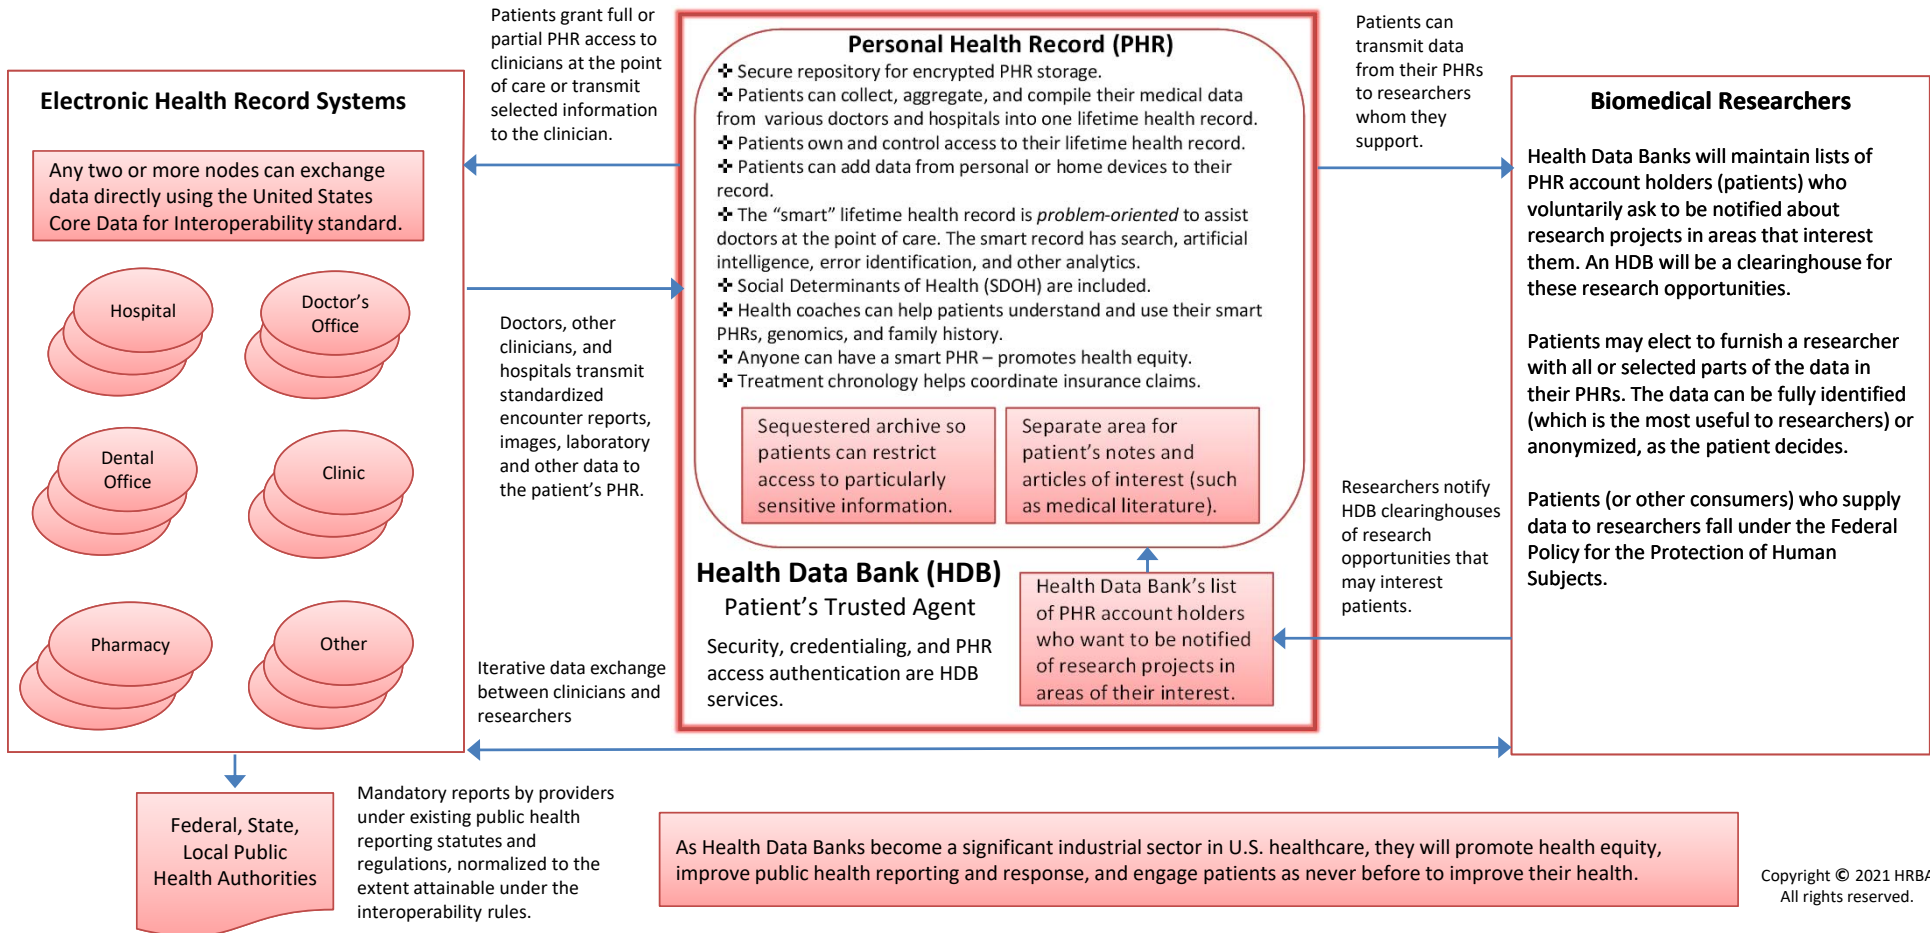 Patients grant full or
partial PHR access to
clinicians at the point
of care or transmit
selected information
to the clinician.
Electronic Health Record Systems
Any two or more nodes can exchange
data directly using the United States
Core Data for Interoperability standard.
Hospital
Doctor's
Office
Dental
Office
Clinic
Pharmacy
Other
Doctors, other
clinicians, and
hospitals transmit
standardized
encounter reports,
images, laboratory
and other data to
the patient's PHR.
Iterative data exchange
between clinicians and
researchers
Personal Health Record (PHR)
❖ Secure repository for encrypted PHR storage.
❖ Patients can collect, aggregate, and compile their medical data
from various doctors and hospitals into one lifetime health record.
❖ Patients own and control access to their lifetime health record.
❖ Patients can add data from personal or home devices to their
record.
❖ The “smart” lifetime health record is problem-oriented to assist
doctors at the point of care. The smart record has search, artificial
intelligence, error identification, and other analytics.
❖ Social Determinants of Health (SDOH) are included.
❖ Health coaches can help patients understand and use their smart
PHRs, genomics, and family history.
❖ Anyone can have a smart PHR – promotes health equity.
❖ Treatment chronology helps coordinate insurance claims.
Sequestered archive so
patients can restrict
access to particularly
sensitive information.
Separate area for
patient's notes and
articles of interest (such
as medical literature).
Health Data Bank (HDB)
Patient's Trusted Agent
Security, credentialing, and PHR
access authentication are HDB
services.
Health Data Bank's list
of PHR account holders
who want to be notified
of research projects in
areas of their interest.
Patients can
transmit data
from their PHRs
to researchers
whom they
support.
Researchers notify
HDB clearinghouses
of research
opportunities that
may interest
patients.
Biomedical Researchers
Health Data Banks will maintain lists of
PHR account holders (patients) who
voluntarily ask to be notified about
research projects in areas that interest
them. An HDB will be a clearinghouse for
these research opportunities.
Patients may elect to furnish a researcher
with all or selected parts of the data in
their PHRs. The data can be fully identified
(which is the most useful to researchers) or
anonymized, as the patient decides.
Patients (or other consumers) who supply
data to researchers fall under the Federal
Policy for the Protection of Human
Subjects.
Federal, State,
Local Public
Health Authorities
Mandatory reports by providers
under existing public health
reporting statutes and
regulations, normalized to the
extent attainable under the
interoperability rules.
As Health Data Banks become a significant industrial sector in U.S. healthcare, they will promote health equity,
improve public health reporting and response, and engage patients as never before to improve their health.
Copyright © 2021 HRBA
All rights reserved.